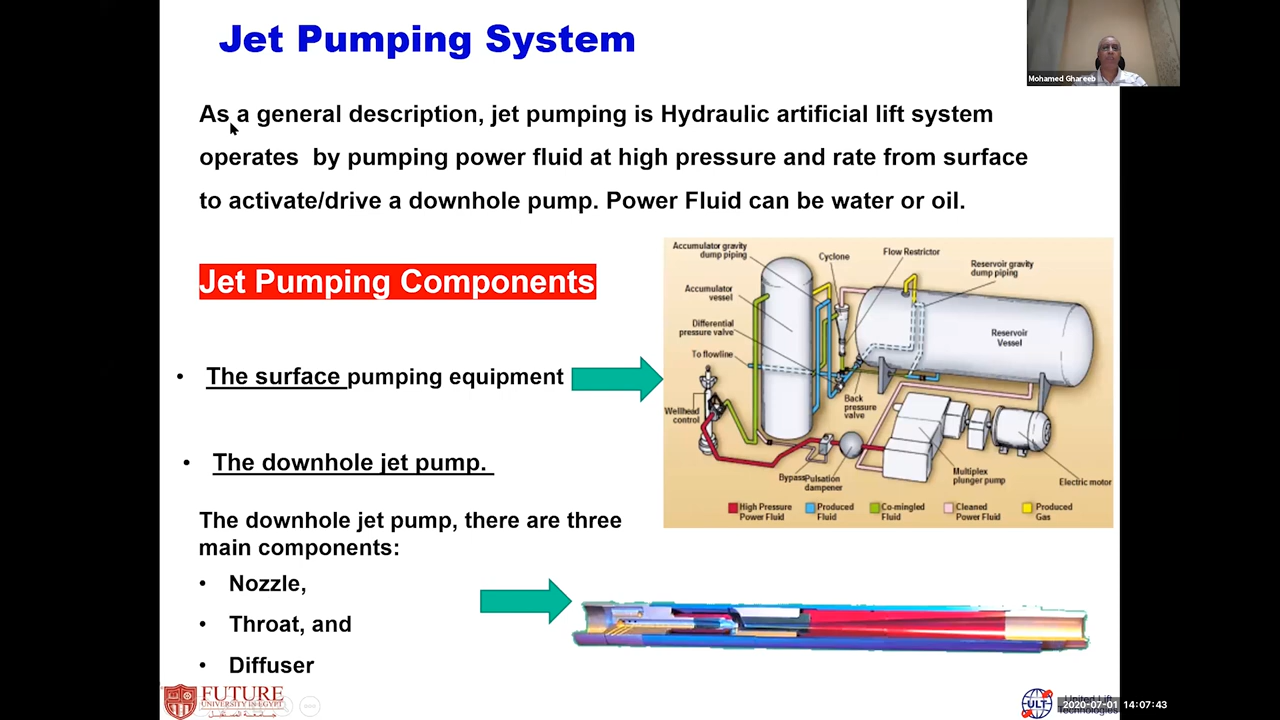 Jet Pumping System
Mohamed Ghareeb
As a general description, jet pumping is Hydraulic artificial lift system
operates by pumping power fluid at high pressure and rate from surface
to activate/drive a downhole pump. Power Fluid can be water or oil.
Jet Pumping Components
• The surface pumping equipment
• The downhole jet pump.
The downhole jet pump, there are three
main components:
• Nozzle,
• Throat, and
• Diffuser
Accumulator gravity
dump piping
Cyclone
Flow Restrictor
Reservoir gravity
dump piping
Accumulator
vessel
Differential
pressure valve
Reservoir
Vessel
To flowline
Back
pressure
valve
Wellhead
control
Bypass
Pulsation
dampener
Multiplex
plunger pump
Electric motor
High Pressure
Power Fluid
Produced
Fluid
Co-mingled
Fluid
Cleaned
Power Fluid
Produced
Gas
FUTURE
UNIVERSITY IN EGYPT
ULT
United Lift
Technologies
2020-07-01 14:07:43